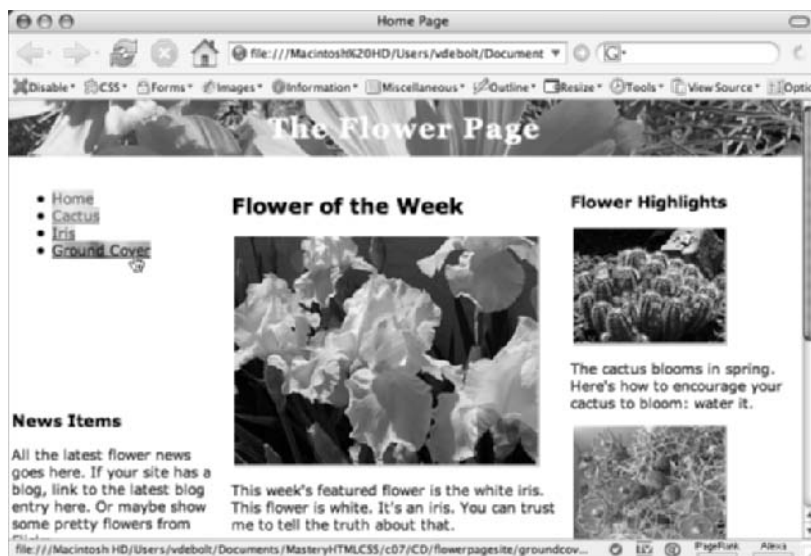 Home Page
file:///Macintosh%20HD/Users/vdebolt/Document
G
Disable CSS Forms Images Information Miscellaneous Outline Resize Tools View Source Optio
The Flower Page
Home
Cactus
Iris
Ground Cover
News Items
All the latest flower news
goes here. If your site has a
blog, link to the latest blog
entry here. Or maybe show
some pretty flowers from
Flower of the Week
This week's featured flower is the white iris.
This flower is white. It's an iris. You can trust
me to tell the truth about that.
Flower Highlights
The cactus blooms in spring.
Here's how to encourage your
cactus to bloom: water it.
file:///Macintosh HD/Users/vdebolt/Documents/MasteryHTMLCSS/c07/CD/flowerpagesite/groundcov...
PageRank Alexa